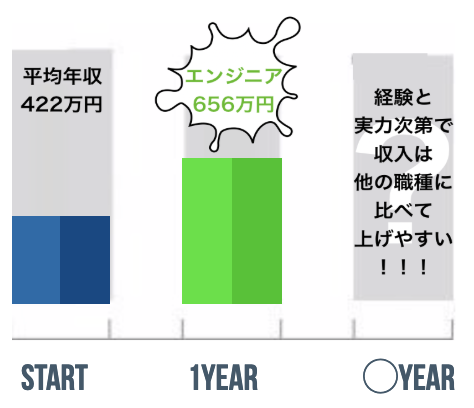 平均年収
422万円
エンジニア
656万円
?
経験と
実力次第で
収入は
他の職種に
比べて
上げやすい
！！！
START
1YEAR
◯YEAR